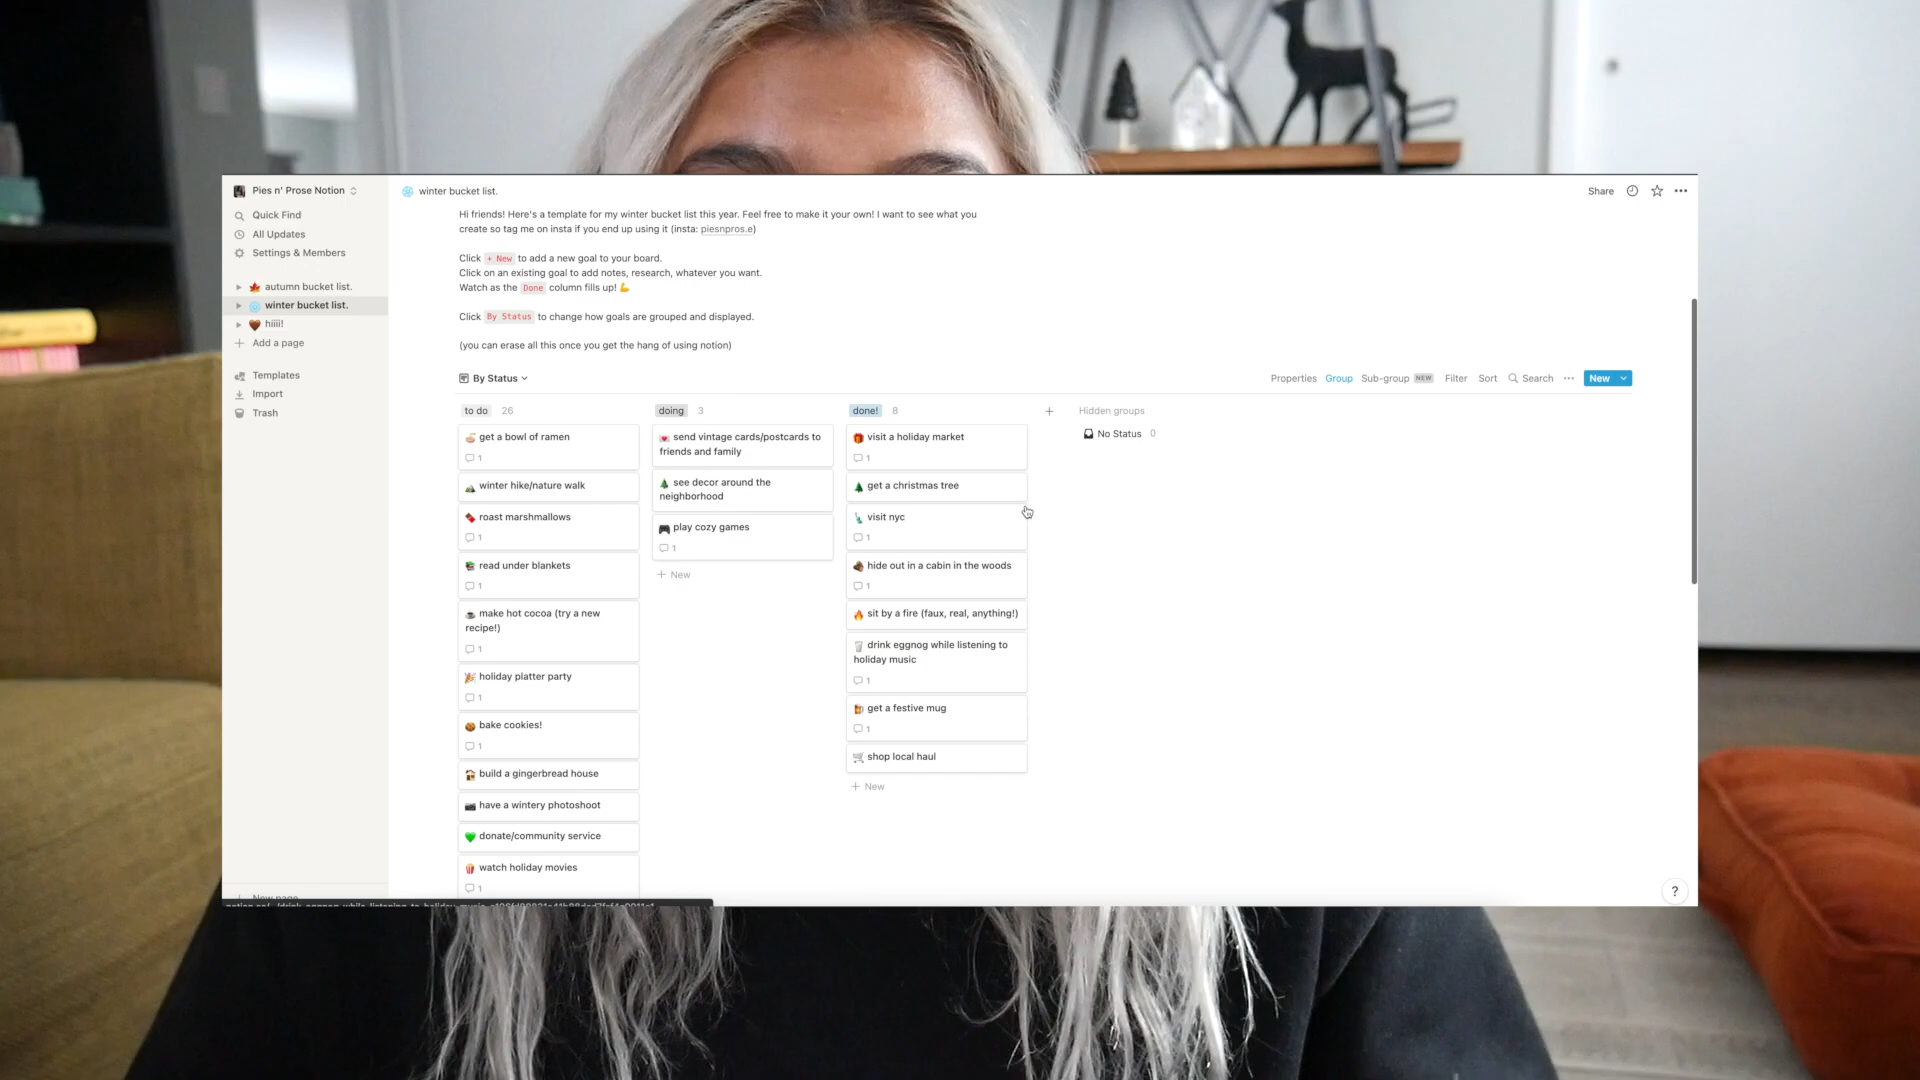 Pies n' Prose Notion
Quick Find
All Updates
Settings & Members
autumn bucket list.
winter bucket list.
hiiii!
Add a page
Templates
Import
Trash
winter bucket list.
Share
Hi friends! Here's a template for my winter bucket list this year. Feel free to make it your own! I want to see what you
create so tag me on insta if you end up using it (insta: piesnpros.e)
Click + New to add a new goal to your board.
Click on an existing goal to add notes, research, whatever you want.
Watch as the Done column fills up! 💪
Click By Status to change how goals are grouped and displayed.
(you can erase all this once you get the hang of using notion)
By Status
Properties Group Sub-group NEW Filter Sort Search ••• New
to do 26
get a bowl of ramen
1
winter hike/nature walk
roast marshmallows
1
read under blankets
1
make hot cocoa (try a new
recipe!)
1
holiday platter party
1
bake cookies!
1
build a gingerbread house
have a wintery photoshoot
donate/community service
watch holiday movies
1
doing 3
send vintage cards/postcards to
friends and family
see decor around the
neighborhood
play cozy games
1
+ New
done! 8
visit a holiday market
1
get a christmas tree
visit nyc
1
hide out in a cabin in the woods
1
sit by a fire (faux, real, anything!)
drink eggnog while listening to
holiday music
1
get a festive mug
1
shop local haul
+ New
Hidden groups
No Status 0
New page
?